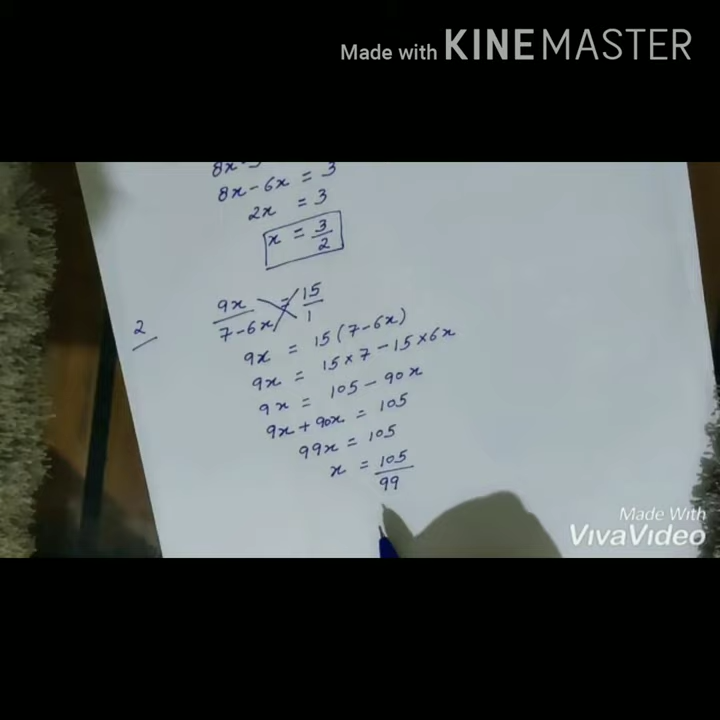 Made with KINEMASTER
8x - 6x = 3
2x = 3
x = 3/2
2
9x/7-6x = 15/1
9x = 15(7-6x)
9x = 15×7-15×6x
9x = 105-90x
9x+90x = 105
99x = 105
x = 105/99
Made With
VIVAVIDEO